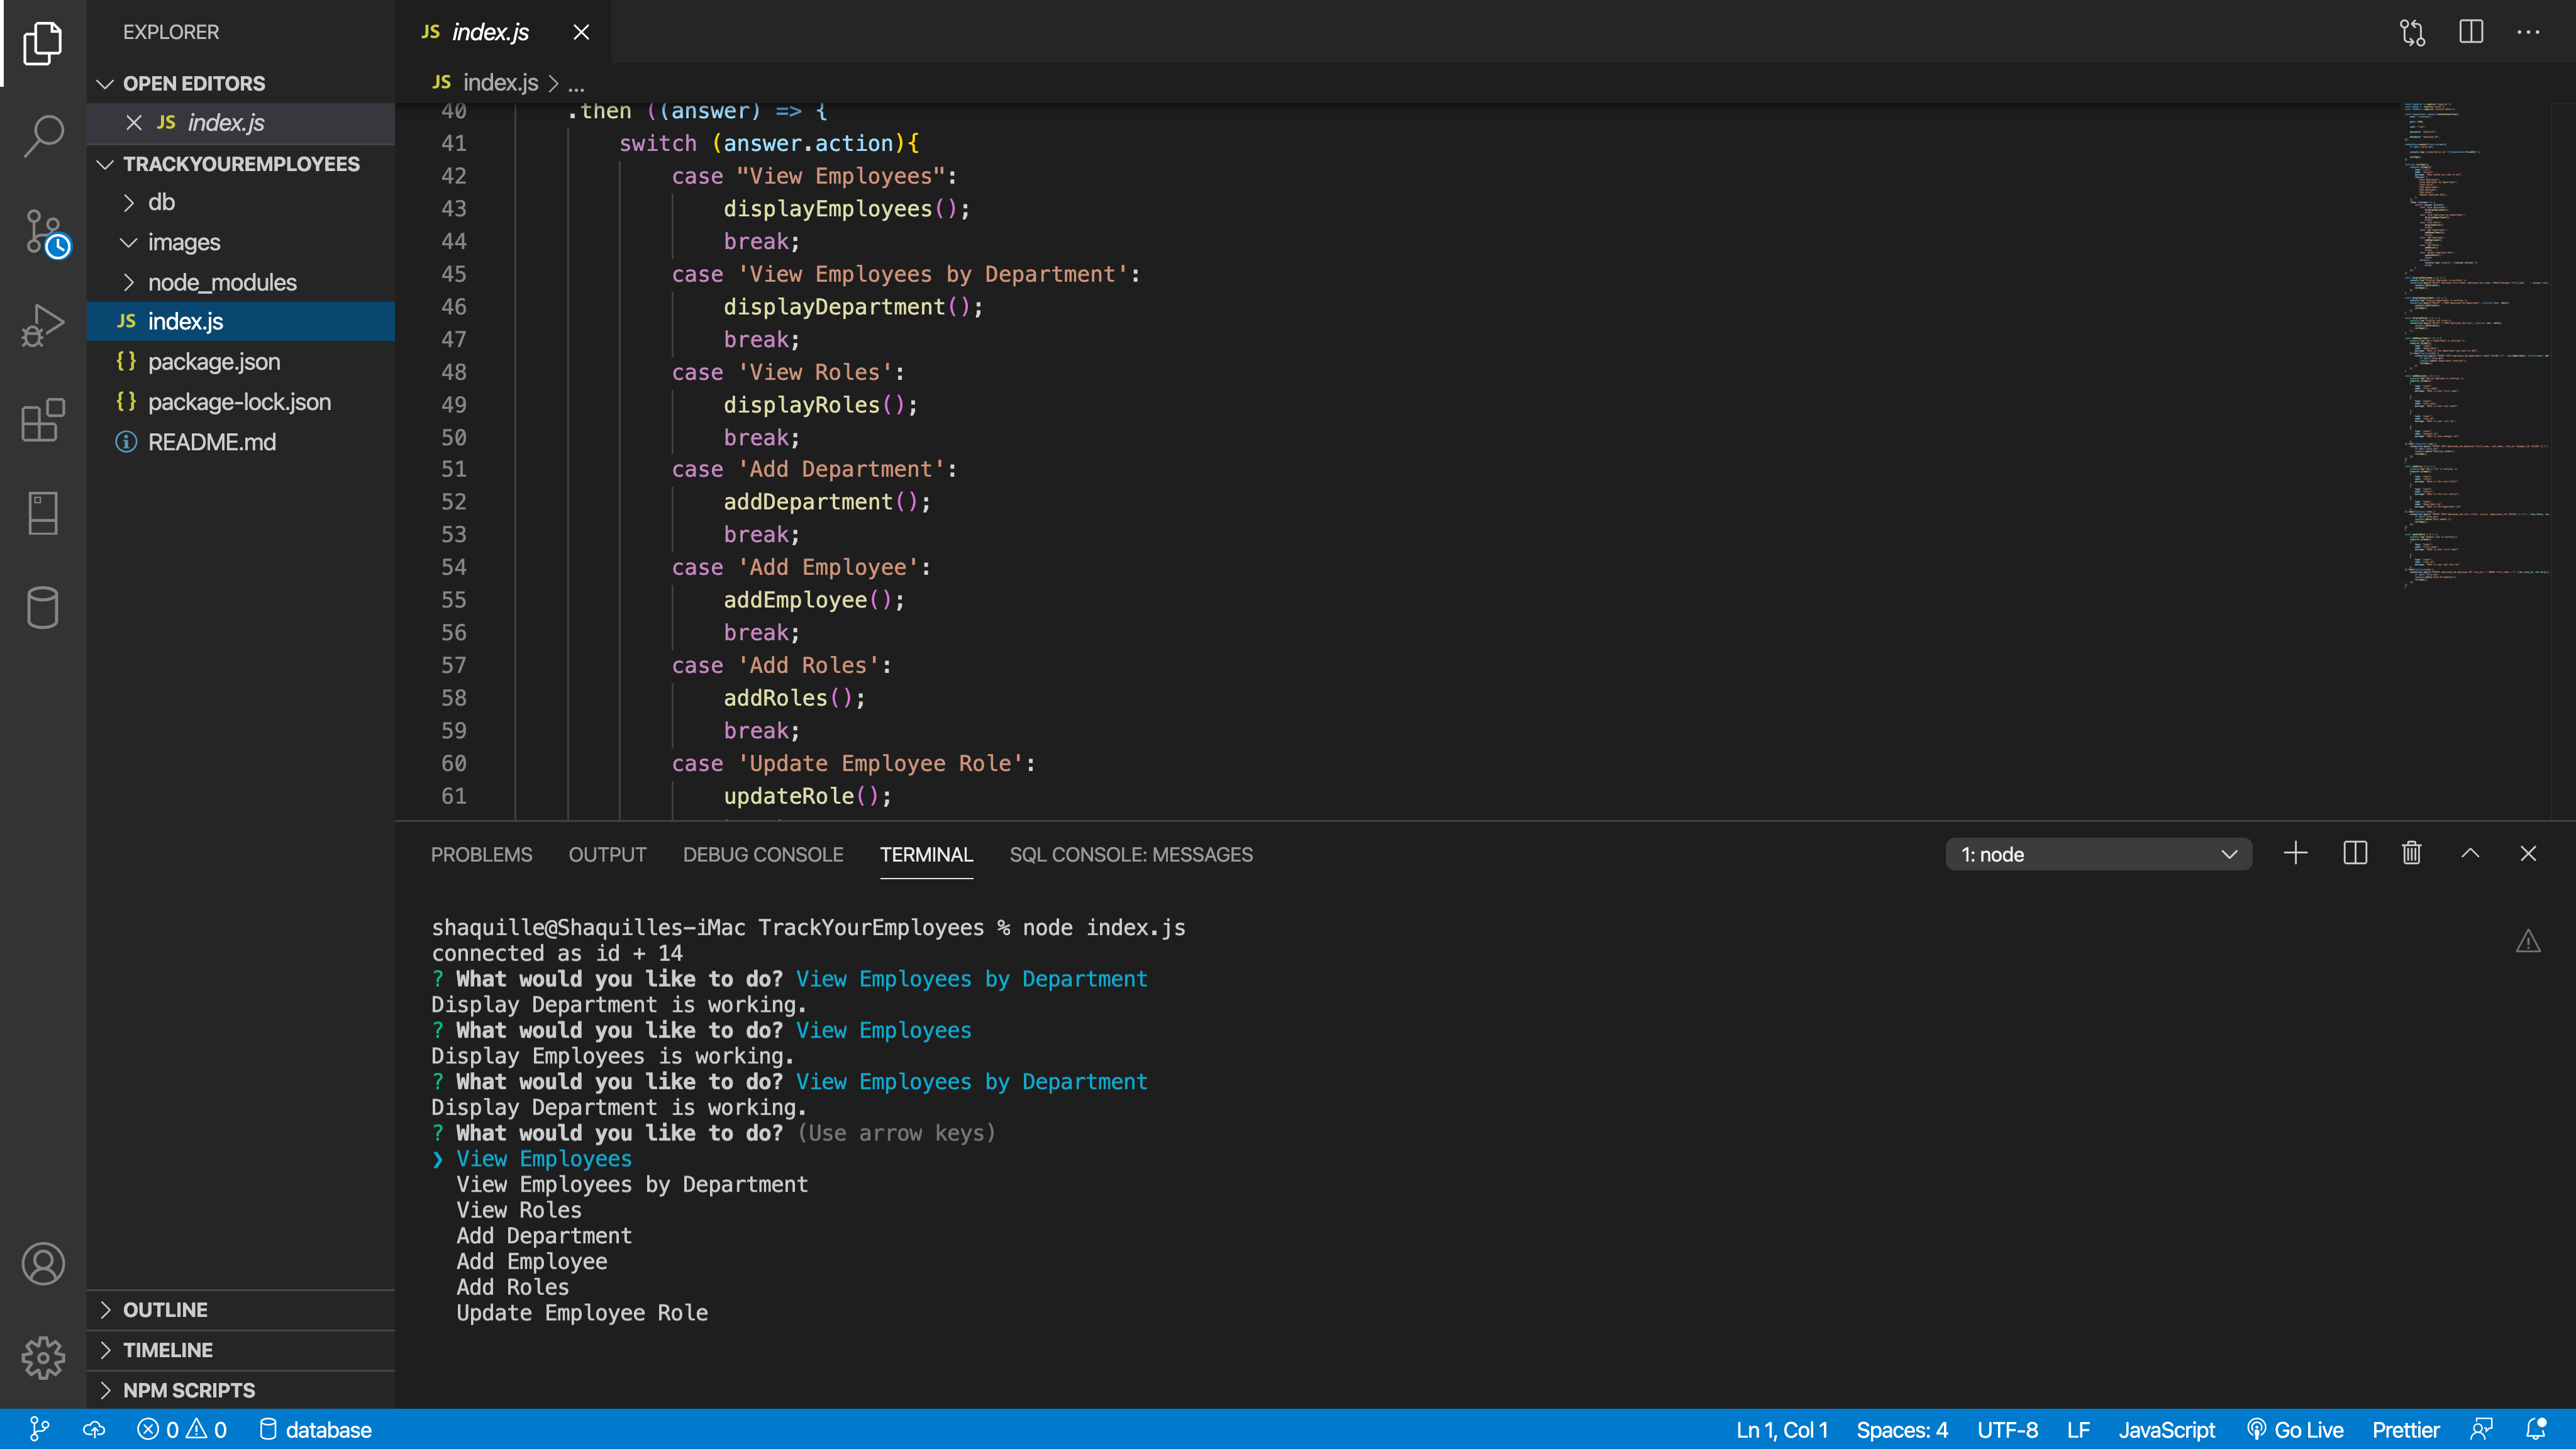 EXPLORER
OPEN EDITORS
JS index.js
TRACKYOUREMPLOYEES
db
images
node_modules
JS index.js
{} package.json
{} package-lock.json
README.md
OUTLINE
TIMELINE
NPM SCRIPTS
JS index.js
JS index.js > ...
40 .then ((answer) => {
41 switch (answer.action){
42 case "View Employees":
43 displayEmployees();
44 break;
45 case 'View Employees by Department':
46 displayDepartment();
47 break;
48 case 'View Roles':
49 displayRoles();
50 break;
51 case 'Add Department':
52 addDepartment();
53 break;
54 case 'Add Employee':
55 addEmployee();
56 break;
57 case 'Add Roles':
58 addRoles();
59 break;
60 case 'Update Employee Role':
61 updateRole();
PROBLEMS OUTPUT DEBUG CONSOLE TERMINAL SQL CONSOLE: MESSAGES 1: node
shaquille@Shaquilles-iMac TrackYourEmployees % node index.js
connected as id + 14
? What would you like to do? View Employees by Department
Display Department is working.
? What would you like to do? View Employees
Display Employees is working.
? What would you like to do? View Employees by Department
Display Department is working.
? What would you like to do? (Use arrow keys)
❯ View Employees
View Employees by Department
View Roles
Add Department
Add Employee
Add Roles
Update Employee Role
0 0 database Ln 1, Col 1 Spaces: 4 UTF-8 LF JavaScript Go Live Prettier